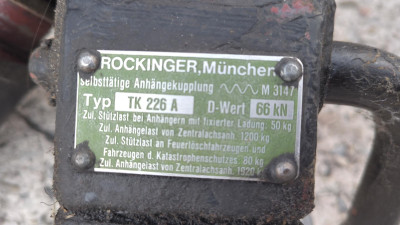 ROCKINGER, München
selbsttätige Anhängekupplung M 3147
Typ TK 226 A D-Wert 66 kN
Zul. Stützlast bei Anhängern mit fixierter Ladung. 50 kg
Zul. Anhängelast von Zentralachsanh. 1200 kg
Zul. Stützlast an Feuerlöschfahrzeugen und
Fahrzeugen d. Katastrophenschutzes. 80 kg
Zul. Anhängelast von Zentralachsanh. 1920